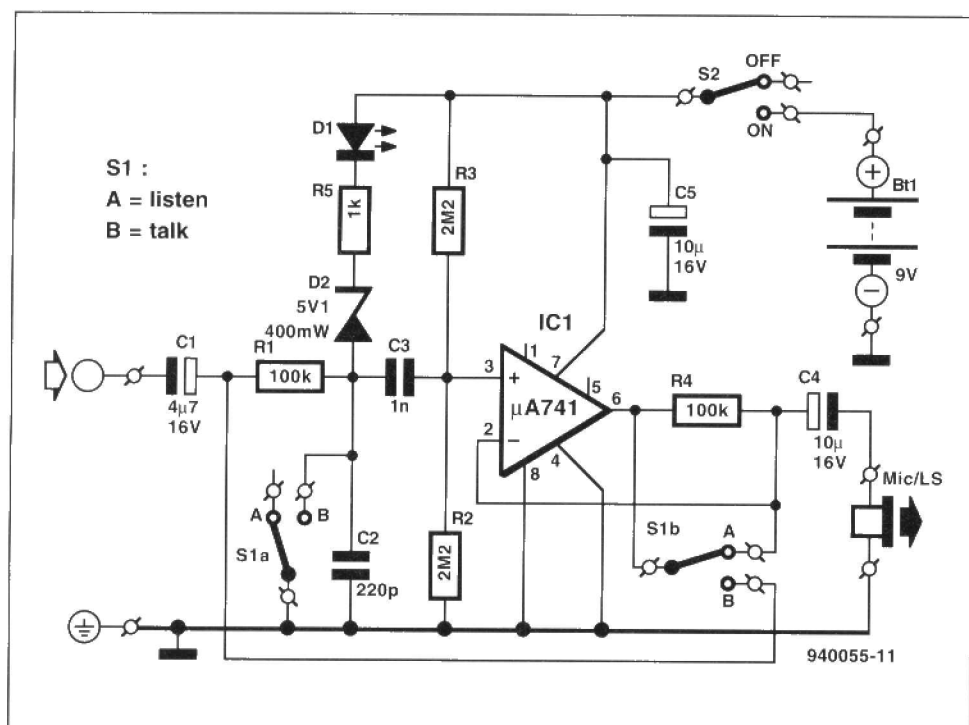 S2
OFF
ON
D1
S1 :
A = listen
B = talk
R5
1k
R3
2M2
C5
10µ
16V
Bt1
9V
D2
5V1
400mW
C1
4µ7
16V
R1
100k
C3
1n
IC1
1
7
5
3
+
µA741
6
2
−
8
4
R4
100k
C4
10µ
16V
Mic/LS
A
B
S1a
C2
220p
R2
2M2
S1b
A
B
940055-11